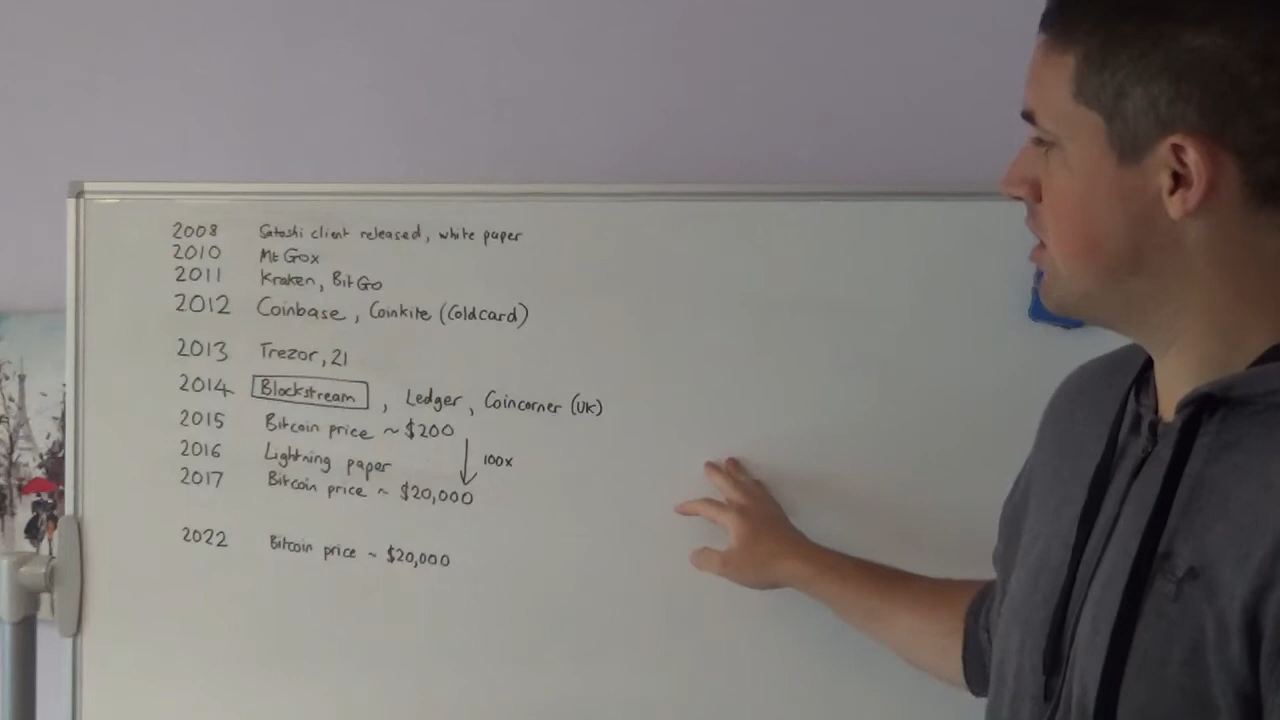 2008 Satoshi client released, white paper
2010 Mt Gox
2011 Kraken, BitGo
2012 Coinbase, Coinkite (Coldcard)
2013 Trezor, 21
2014 Blockstream, Ledger, Coincorner (UK)
2015 Bitcoin price ~ $200
2016 Lightning paper 100x
2017 Bitcoin price ~ $20,000
2022 Bitcoin price ~ $20,000